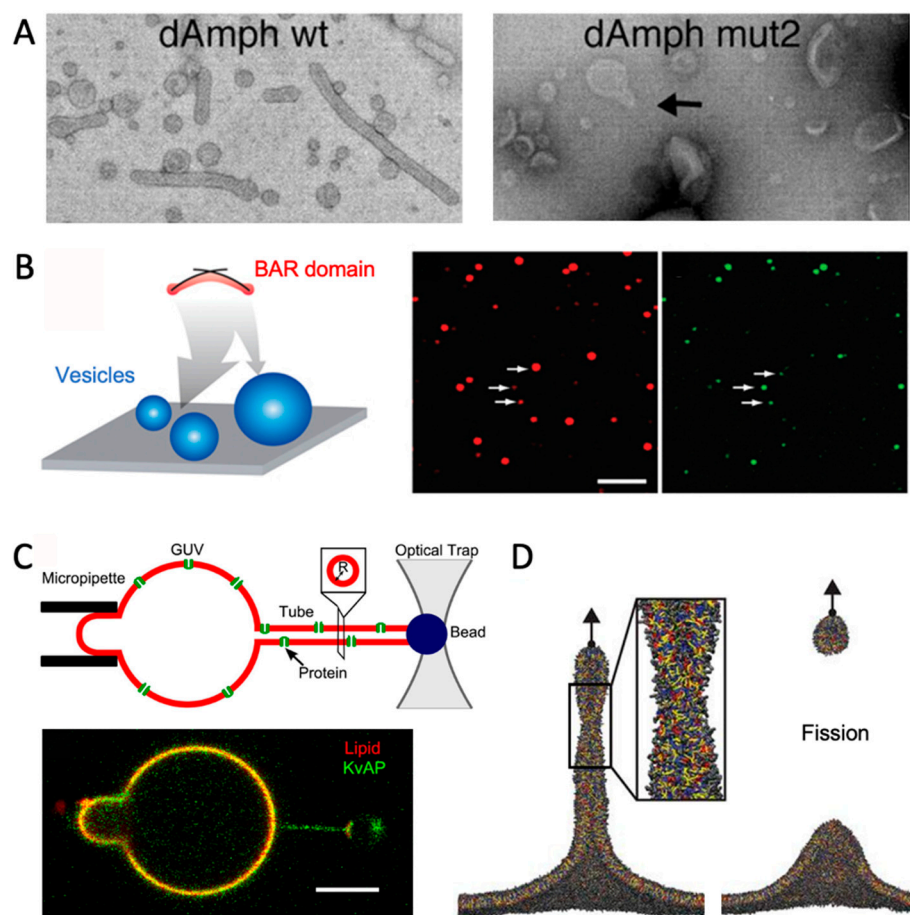 A
dAmph wt
dAmph mut2
B
BAR domain
Vesicles
C
GUV
Micropipette
Optical Trap
R
Tube
Bead
Protein
Lipid
KvAP
D
Fission